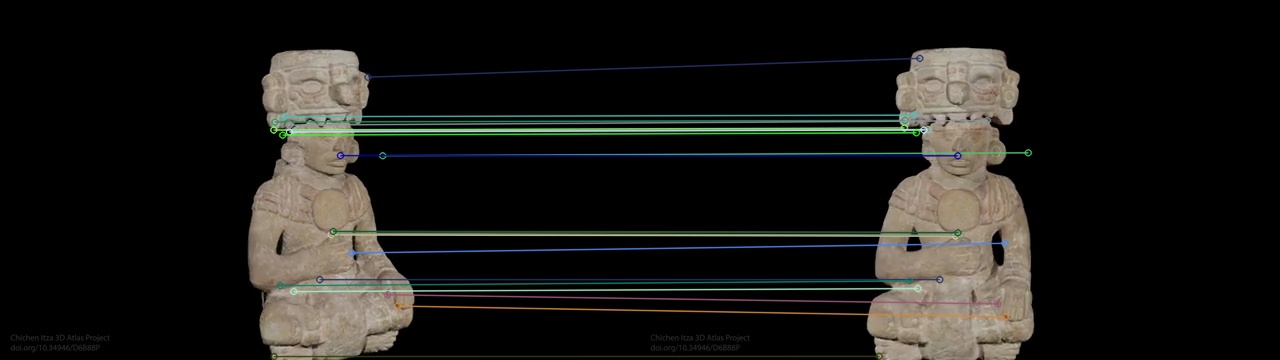 Chichen Itza 3D Atlas Project
doi.org/10.34946/D6B88P
Chichen Itza 3D Atlas Project
doi.org/10.34946/D6B88P